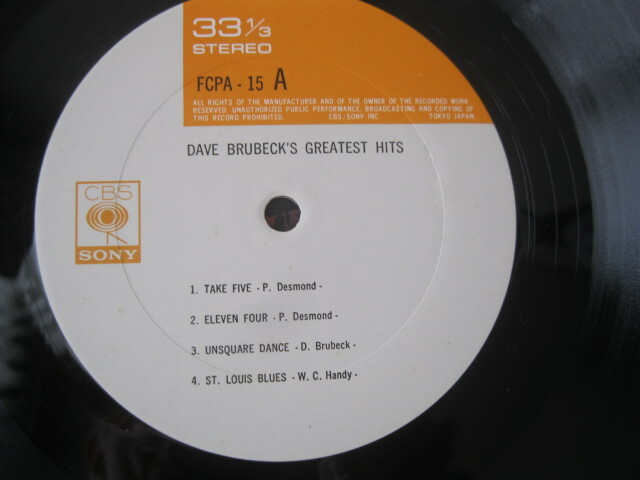 33 1/3
STEREO
FCPA - 15 A
ALL RIGHTS OF THE MANUFACTURER AND OF THE OWNER OF THE RECORDED WORK
RESERVED. UNAUTHORIZED PUBLIC PERFORMANCE, BROADCASTING AND COPYING OF
THIS RECORD PROHIBITED. CBS/SONY INC. TOKYO JAPAN.
DAVE BRUBECK'S GREATEST HITS
CBS
SONY
1. TAKE FIVE - P. Desmond -
2. ELEVEN FOUR - P. Desmond -
3. UNSQUARE DANCE - D. Brubeck -
4. ST. LOUIS BLUES - W. C. Handy -